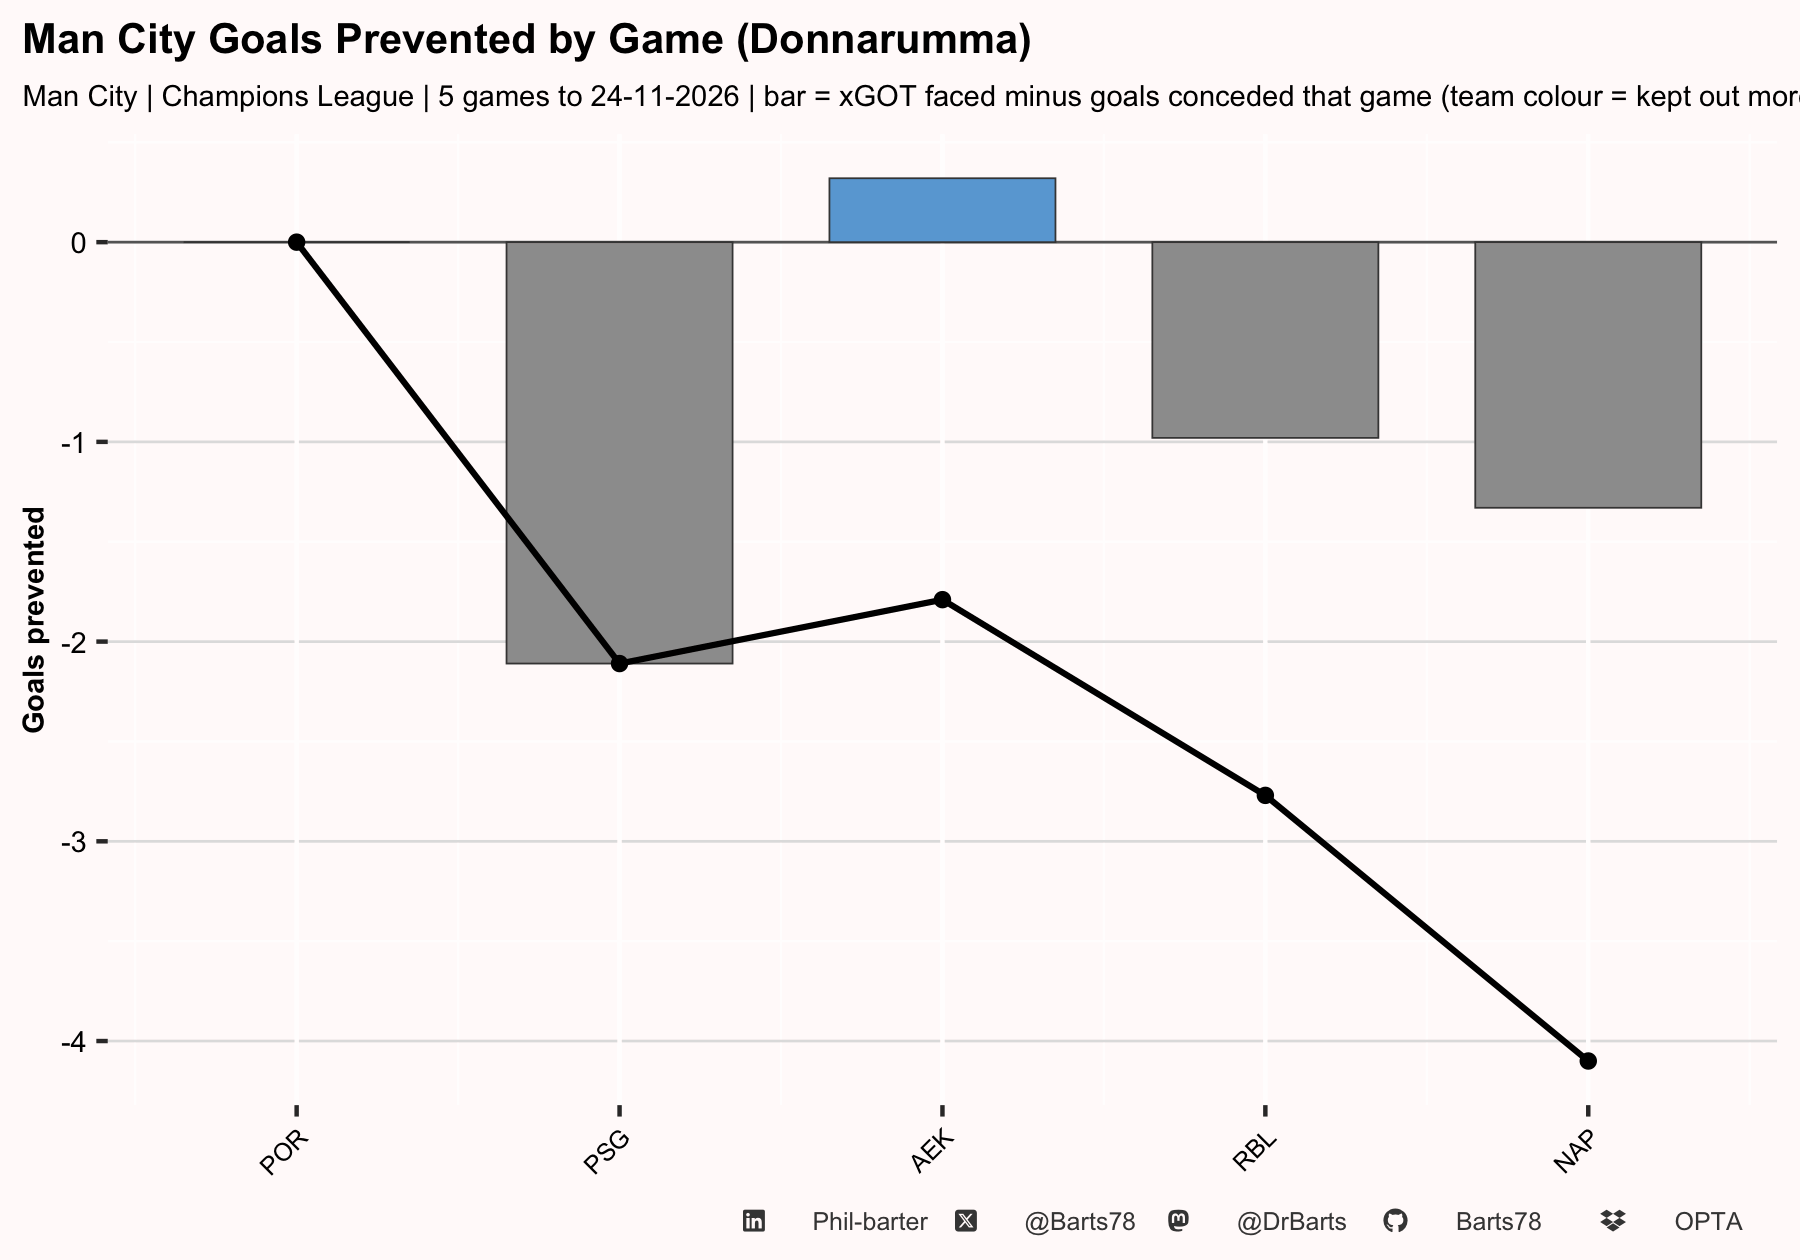 Man City Goals Prevented by Game (Donnarumma)
Man City | Champions League | 5 games to 24-11-2026 | bar = xGOT faced minus goals conceded that game (team colour = kept out
Goals prevented
0
-1
-2
-3
-4
POR
PSG
AEK
RBL
NAP
Phil-barter @Barts78 @DrBarts Barts78 OPTA